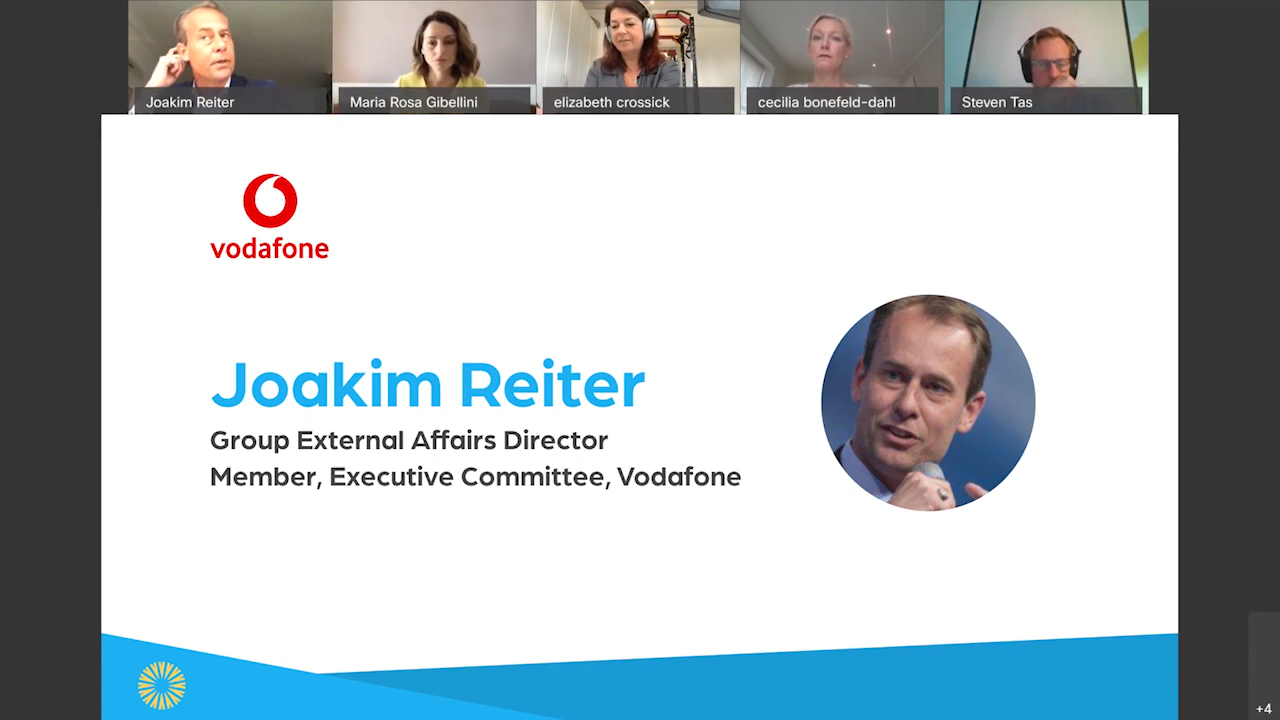 Joakim Reiter
Maria Rosa Gibellini
elizabeth crossick
cecilia bonefeld-dahl
Steven Tas
vodafone
Joakim Reiter
Group External Affairs Director
Member, Executive Committee, Vodafone
+4